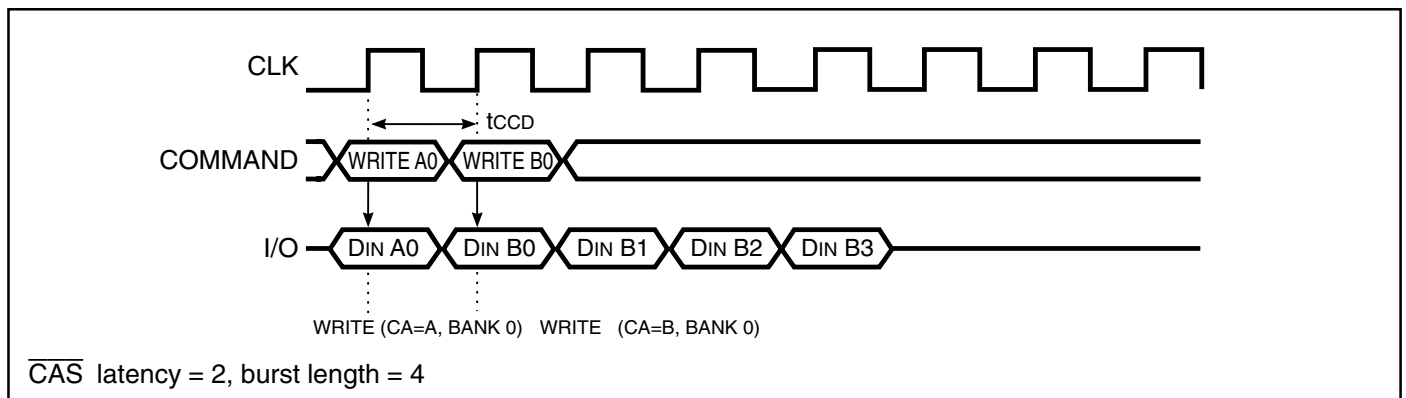 CLK
tCCD
COMMAND WRITE A0 WRITE B0
I/O DIN A0 DIN B0 DIN B1 DIN B2 DIN B3
WRITE (CA=A, BANK 0) WRITE (CA=B, BANK 0)
CAS latency = 2, burst length = 4